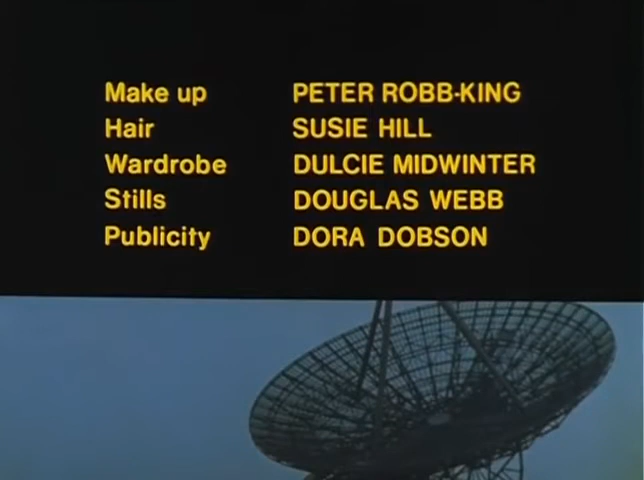 Make up PETER ROBB-KING
Hair SUSIE HILL
Wardrobe DULCIE MIDWINTER
Stills DOUGLAS WEBB
Publicity DORA DOBSON